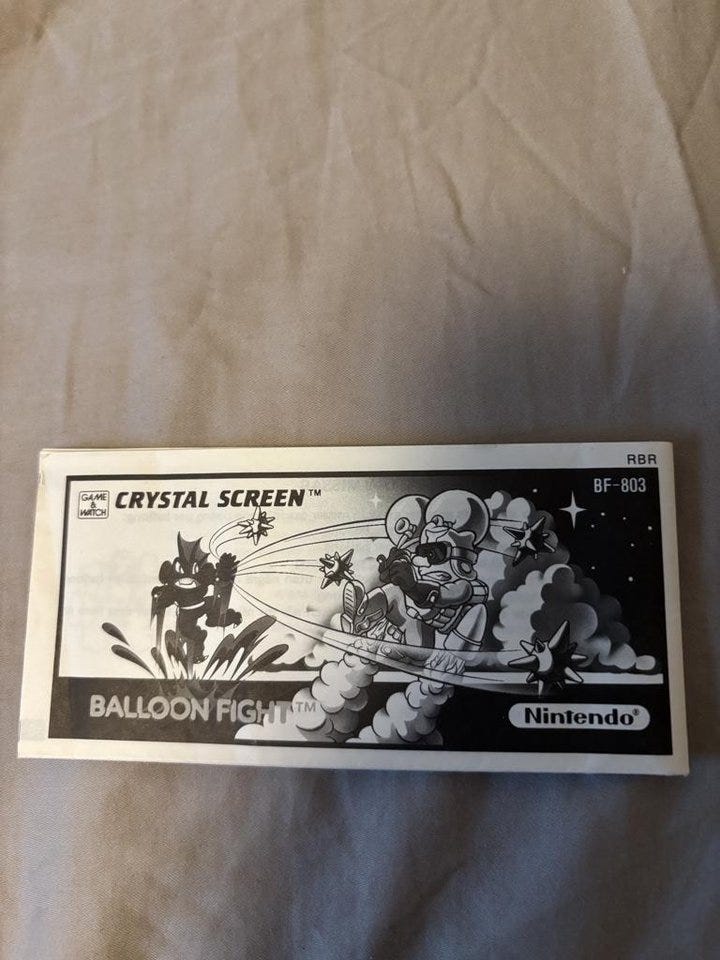 RBR
GAME & WATCH
CRYSTAL SCREEN™
BF-803
BALLOON FIGHT™
Nintendo®